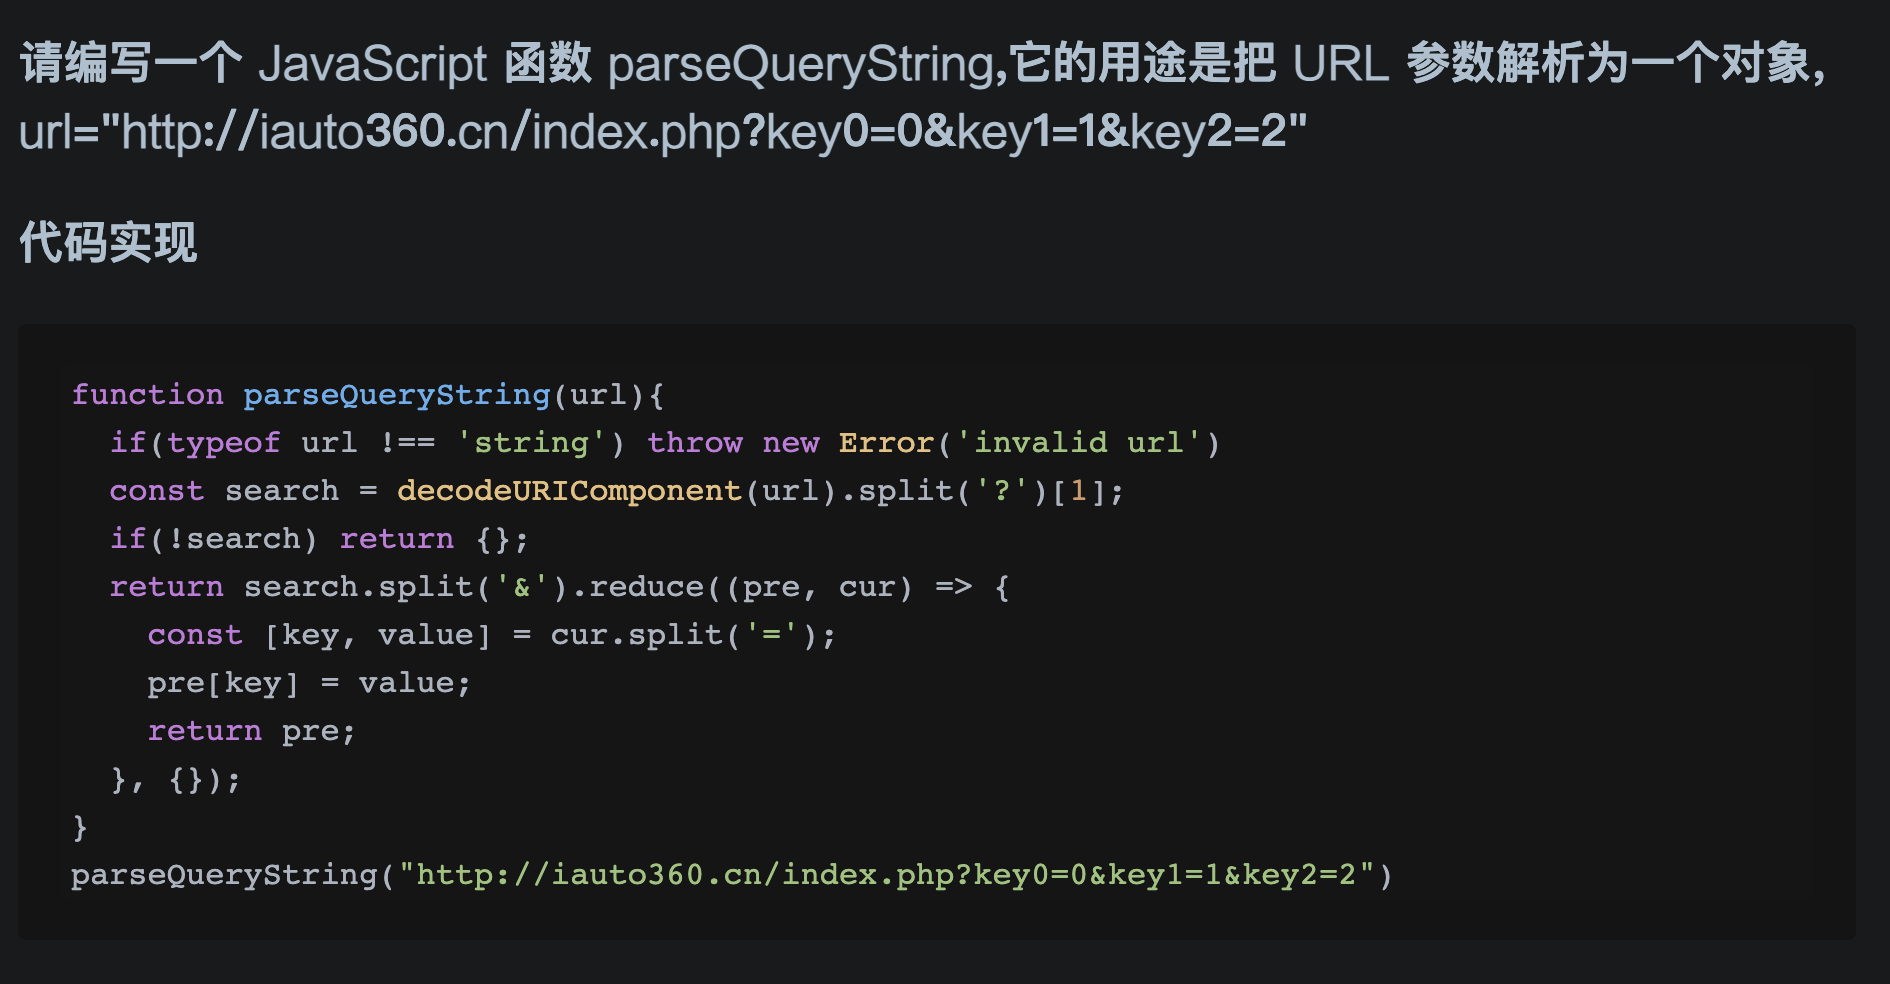 请编写一个 JavaScript 函数 parseQueryString,它的用途是把 URL 参数解析为一个对象,
url="http://iauto360.cn/index.php?key0=0&key1=1&key2=2"
代码实现
function parseQueryString(url){
  if(typeof url !== 'string') throw new Error('invalid url')
  const search = decodeURIComponent(url).split('?')[1];
  if(!search) return {};
  return search.split('&').reduce((pre, cur) => {
    const [key, value] = cur.split('=');
    pre[key] = value;
    return pre;
  }, {});
}
parseQueryString("http://iauto360.cn/index.php?key0=0&key1=1&key2=2")